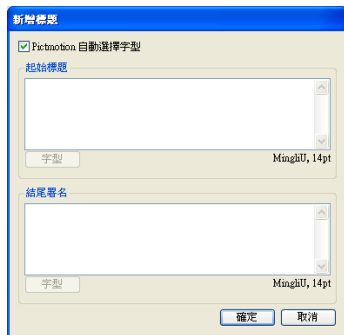 新增標題
Pictmotion 自動選擇字型
起始標題
字型
MingliU, 14pt
結尾署名
字型
MingliU, 14pt
確定
取消